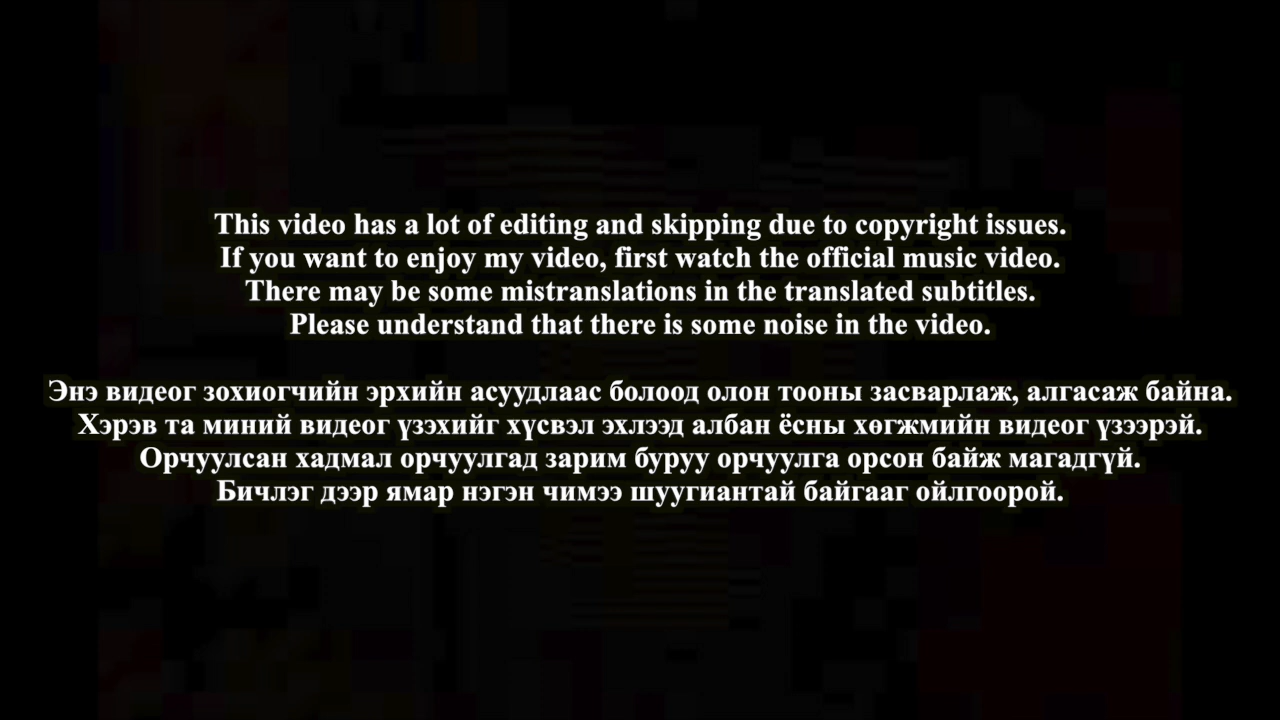 This video has a lot of editing and skipping due to copyright issues.
If you want to enjoy my video, first watch the official music video.
There may be some mistranslations in the translated subtitles.
Please understand that there is some noise in the video.
Энэ видеог зохиогчийн эрхийн асуудлаас болоод олон тооны засварлаж, алгасаж байна.
Хэрэв та миний видеог үзэхийг хүсвэл эхлээд албан ёсны хөгжмийн видеог үзээрэй.
Орчуулсан хадмал орчуулгад зарим буруу орчуулга орсон байж магадгүй.
Бичлэг дээр ямар нэгэн чимээ шуугиантай байгааг ойлгоорой.